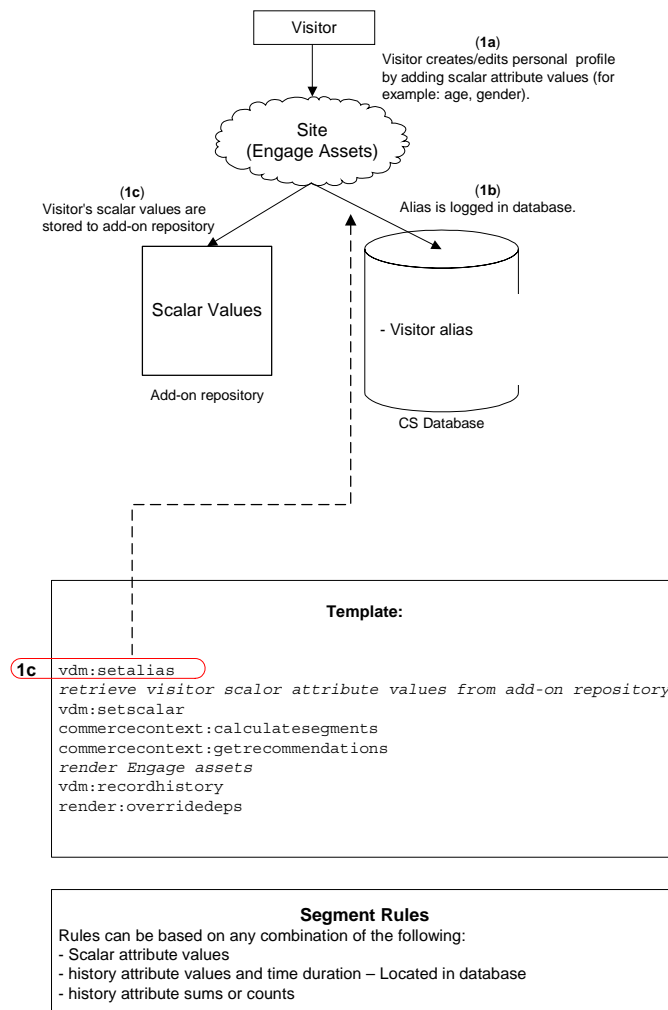 Visitor
(1a)
Visitor creates/edits personal profile
by adding scalar attribute values (for
example: age, gender).
Site
(Engage Assets)
(1c)
Visitor's scalar values are
stored to add-on repository
(1b)
Alias is logged in database.
Scalar Values
- Visitor alias
Add-on repository
CS Database
Template:
1c
vdm:setalias
retrieve visitor scalor attribute values from add-on repository
vdm:setscalar
commercecontext:calculatesegments
commercecontext:getrecommendations
render Engage assets
vdm:recordhistory
render:overridedeps
Segment Rules
Rules can be based on any combination of the following:
- Scalar attribute values
- history attribute values and time duration – Located in database
- history attribute sums or counts